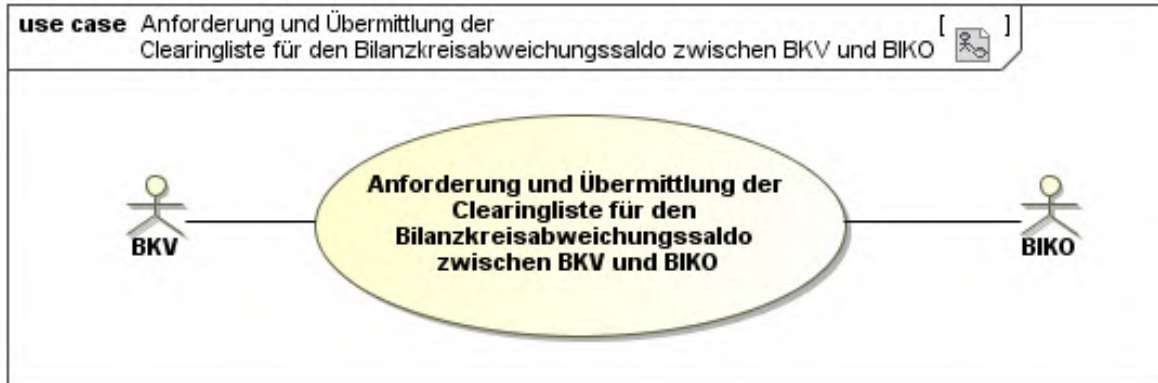 use case Anforderung und Übermittlung der
Clearingliste für den Bilanzkreisabweichungssaldo zwischen BKV und BIKO [ ]
Anforderung und Übermittlung der
Clearingliste für den
Bilanzkreisabweichungssaldo
zwischen BKV und BIKO
BKV
BIKO